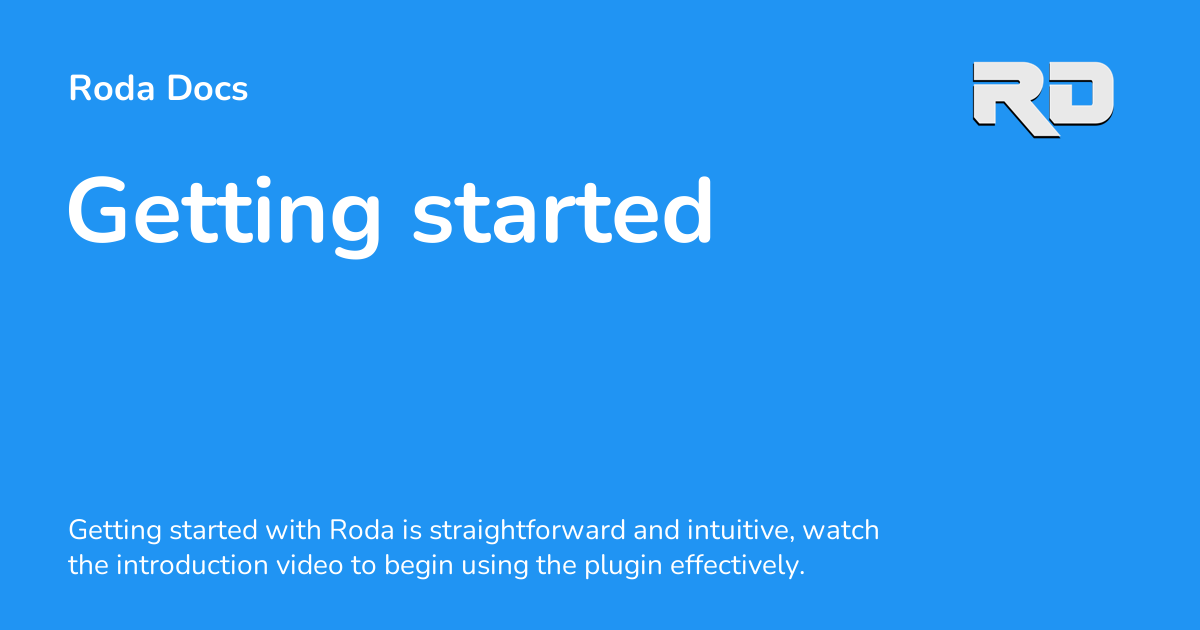 Roda Docs
RD
Getting started
Getting started with Roda is straightforward and intuitive, watch
the introduction video to begin using the plugin effectively.